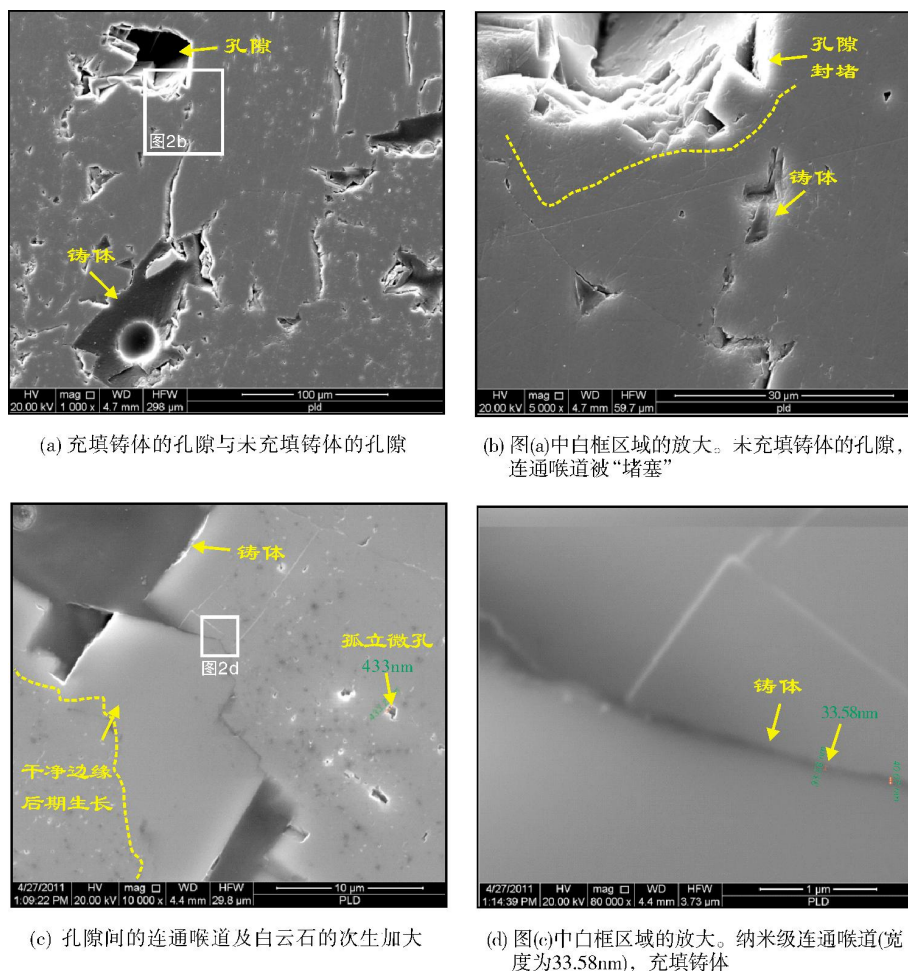 孔隙
图2b
铸体
HV mag □ WD HFW
20.00 kV 1 000 x 4.7 mm 298 μm
100 μm
pld
孔隙
封堵
铸体
HV mag □ WD HFW
20.00 kV 5 000 x 4.7 mm 59.7 μm
30 μm
pld
(a) 充填铸体的孔隙与未充填铸体的孔隙
(b) 图(a)中白框区域的放大。未充填铸体的孔隙,
连通喉道被“堵塞”
铸体
图2d
孤立微孔
433nm
干净边缘
后期生长
4/27/2011 HV mag □ WD HFW
1:09:22 PM 20.00 kV 10 000 x 4.4 mm 29.8 μm
10 μm
PLD
铸体
33.58nm
4/27/2011 HV mag □ WD HFW
1:14:39 PM 20.00 kV 80 000 x 4.4 mm 3.73 μm
1 μm
PLD
(c) 孔隙间的连通喉道及白云石的次生加大
(d) 图(c)中白框区域的放大。纳米级连通喉道(宽
度为33.58nm), 充填铸体